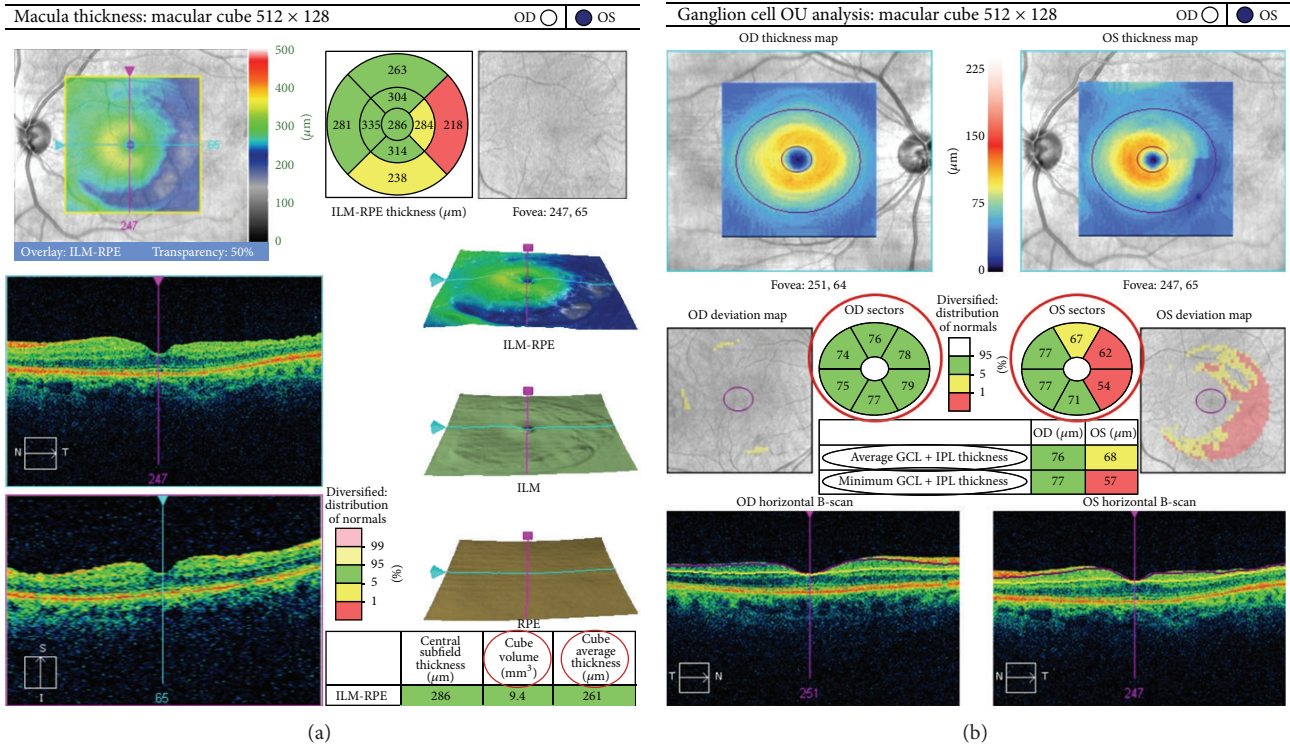 Macula thickness: macular cube 512 × 128
OD
OS
500
400
300
200
100
0
(μm)
65
247
Overlay: ILM-RPE
Transparency: 50%
263
304
281
335
286
284
218
314
238
ILM-RPE thickness (μm)
Fovea: 247, 65
ILM-RPE
ILM
RPE
N
T
247
S
I
65
Diversified:
distribution
of normals
99
95
5
1
(%)
Central
subfield
thickness
(μm)
Cube
volume
(mm³)
Cube
average
thickness
(μm)
ILM-RPE
286
9.4
261
(a)
Ganglion cell OU analysis: macular cube 512 × 128
OD
OS
OD thickness map
OS thickness map
225
150
75
0
(μm)
Fovea: 251, 64
Fovea: 247, 65
OD deviation map
OD sectors
76
74
78
75
79
77
Diversified:
distribution
of normals
95
5
1
(%)
OS sectors
67
77
62
77
54
71
OS deviation map
OD (μm)
OS (μm)
Average GCL + IPL thickness
76
68
Minimum GCL + IPL thickness
77
57
OD horizontal B-scan
OS horizontal B-scan
T
N
251
N
T
247
(b)